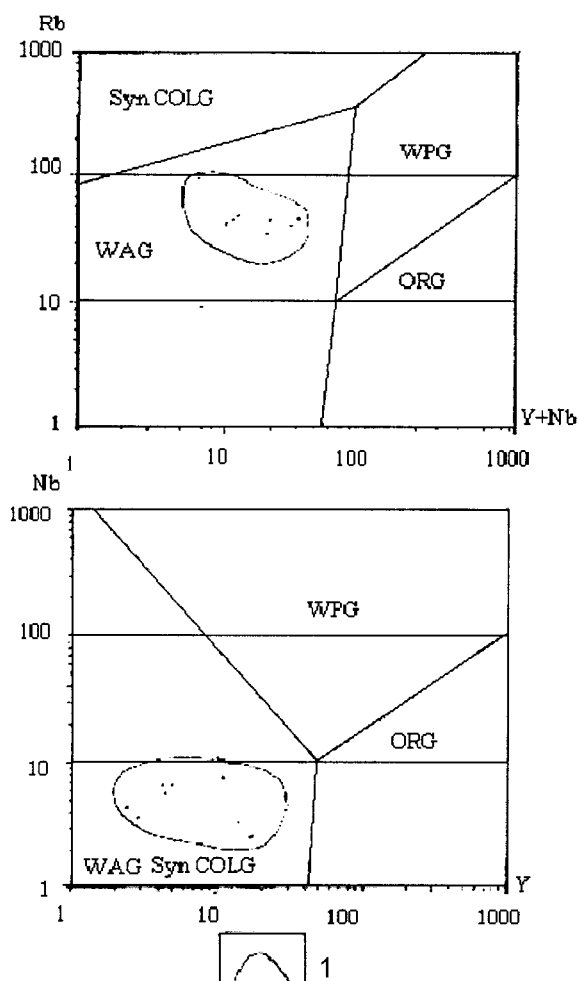 Rb
1000
Syn COLG
WPG
100
WAG
ORG
10
1
Y+Nb
1 10 100 1000
Nb
1000
WPG
100
ORG
10
WAG Syn COLG
1
Y
1 10 100 1000
1